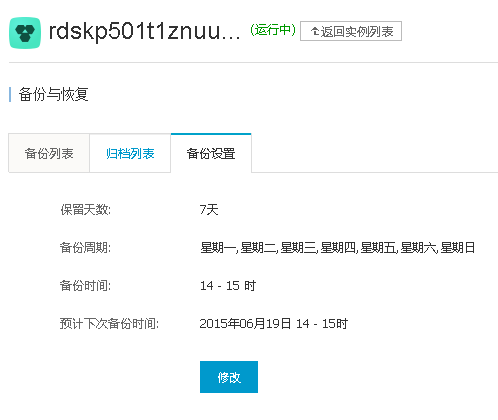 rdskp501t1znuu... (运行中) 返回实例列表
备份与恢复
备份列表 归档列表 备份设置
保留天数: 7天
备份周期: 星期一,星期二,星期三,星期四,星期五,星期六,星期日
备份时间: 14 - 15 时
预计下次备份时间: 2015年06月19日 14 - 15时
修改